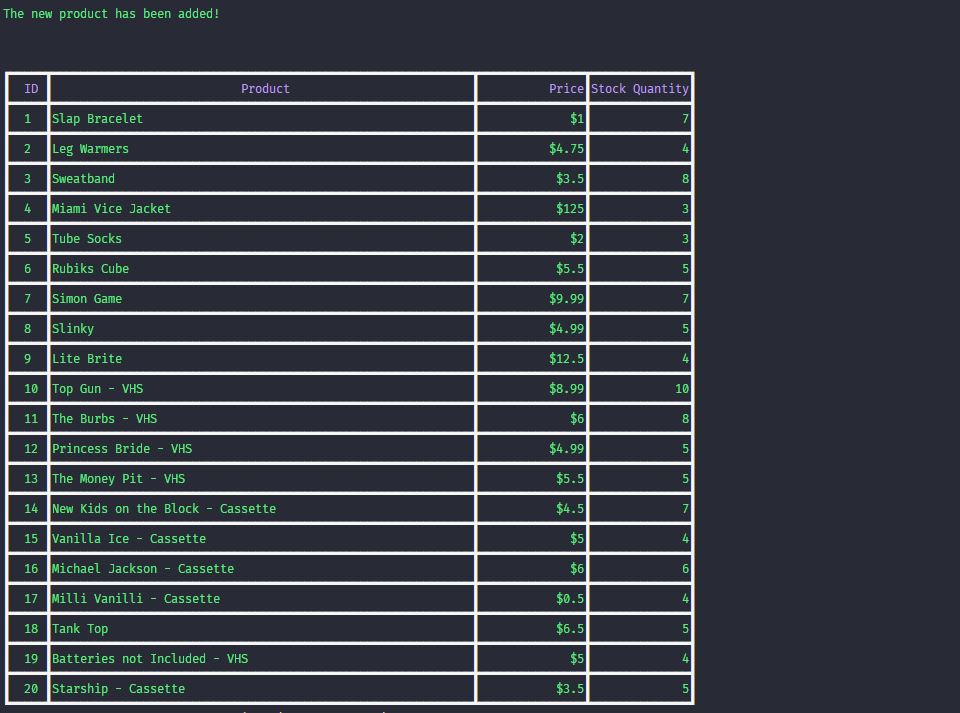 The new product has been added!
ID Product Price Stock Quantity
1 Slap Bracelet $1 7
2 Leg Warmers $4.75 4
3 Sweatband $3.5 8
4 Miami Vice Jacket $125 3
5 Tube Socks $2 3
6 Rubiks Cube $5.5 5
7 Simon Game $9.99 7
8 Slinky $4.99 5
9 Lite Brite $12.5 4
10 Top Gun - VHS $8.99 10
11 The Burbs - VHS $6 8
12 Princess Bride - VHS $4.99 5
13 The Money Pit - VHS $5.5 5
14 New Kids on the Block - Cassette $4.5 7
15 Vanilla Ice - Cassette $5 4
16 Michael Jackson - Cassette $6 6
17 Milli Vanilli - Cassette $0.5 4
18 Tank Top $6.5 5
19 Batteries not Included - VHS $5 4
20 Starship - Cassette $3.5 5